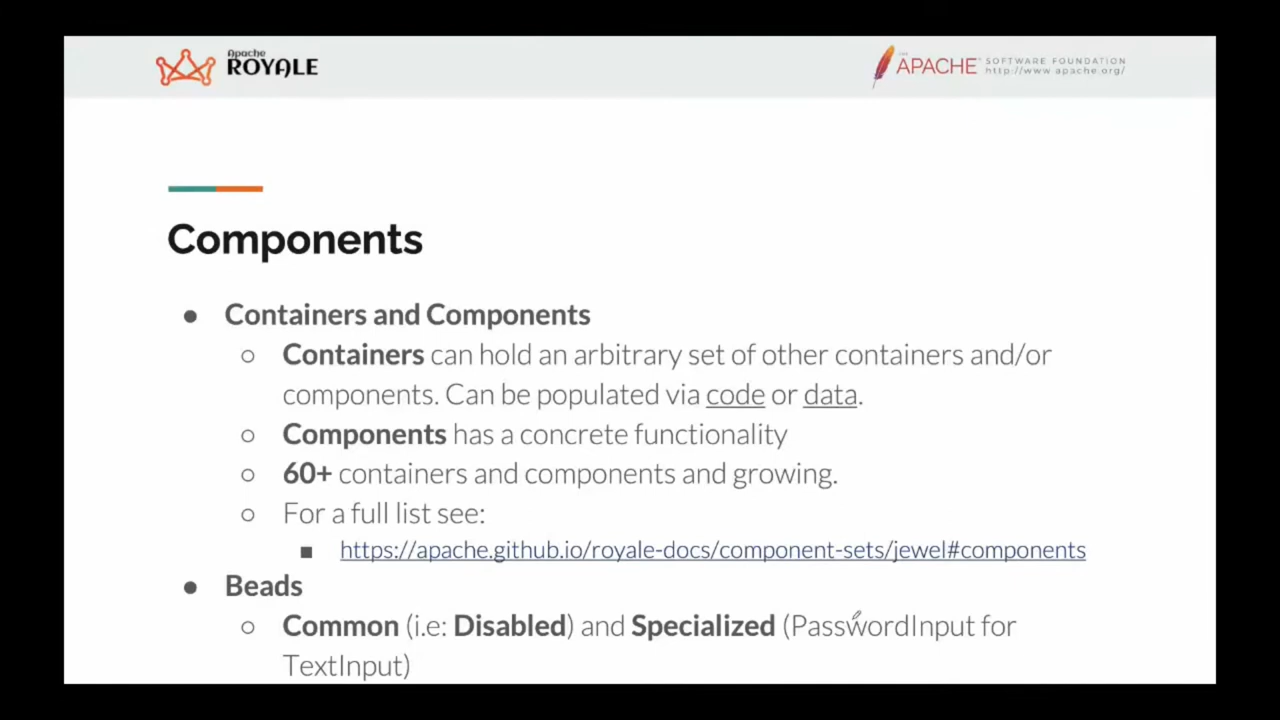 Apache
ROYALE
THE
APACHE® SOFTWARE FOUNDATION
http://www.apache.org/
Components
● Containers and Components
○ Containers can hold an arbitrary set of other containers and/or
components. Can be populated via code or data.
○ Components has a concrete functionality
○ 60+ containers and components and growing.
○ For a full list see:
■ https://apache.github.io/royale-docs/component-sets/jewel#components
● Beads
○ Common (i.e: Disabled) and Specialized (PasswordInput for
TextInput)